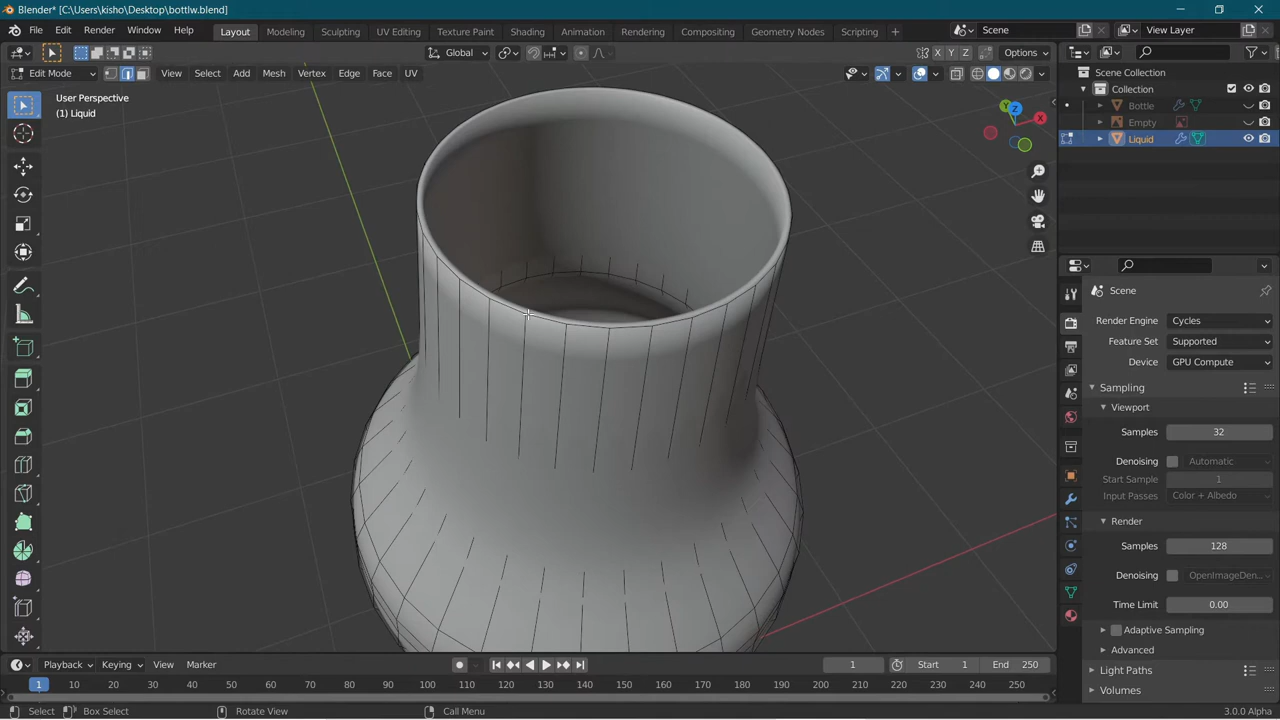 Blender* [C:\Users\kisho\Desktop\bottlw.blend]
File Edit Render Window Help Layout Modeling Sculpting UV Editing Texture Paint Shading Animation Rendering Compositing Geometry Nodes Scripting + Scene View Layer
Global X Y Z Options
Edit Mode View Select Add Mesh Vertex Edge Face UV
Scene Collection
Collection
Bottle
Empty
Liquid
User Perspective
(1) Liquid
Z
Y
X
Scene
Render Engine Cycles
Feature Set Supported
Device GPU Compute
Sampling
Viewport
Samples 32
Denoising Automatic
Start Sample 1
Input Passes Color + Albedo
Render
Samples 128
Denoising OpenImageDen...
Time Limit 0.00
Adaptive Sampling
Advanced
Light Paths
Volumes
Playback Keying View Marker 1 Start 1 End 250
1 10 20 30 40 50 60 70 80 90 100 110 120 130 140 150 160 170 180 190 200 210 220 230 240 250
Select Box Select Rotate View Call Menu 3.0.0 Alpha